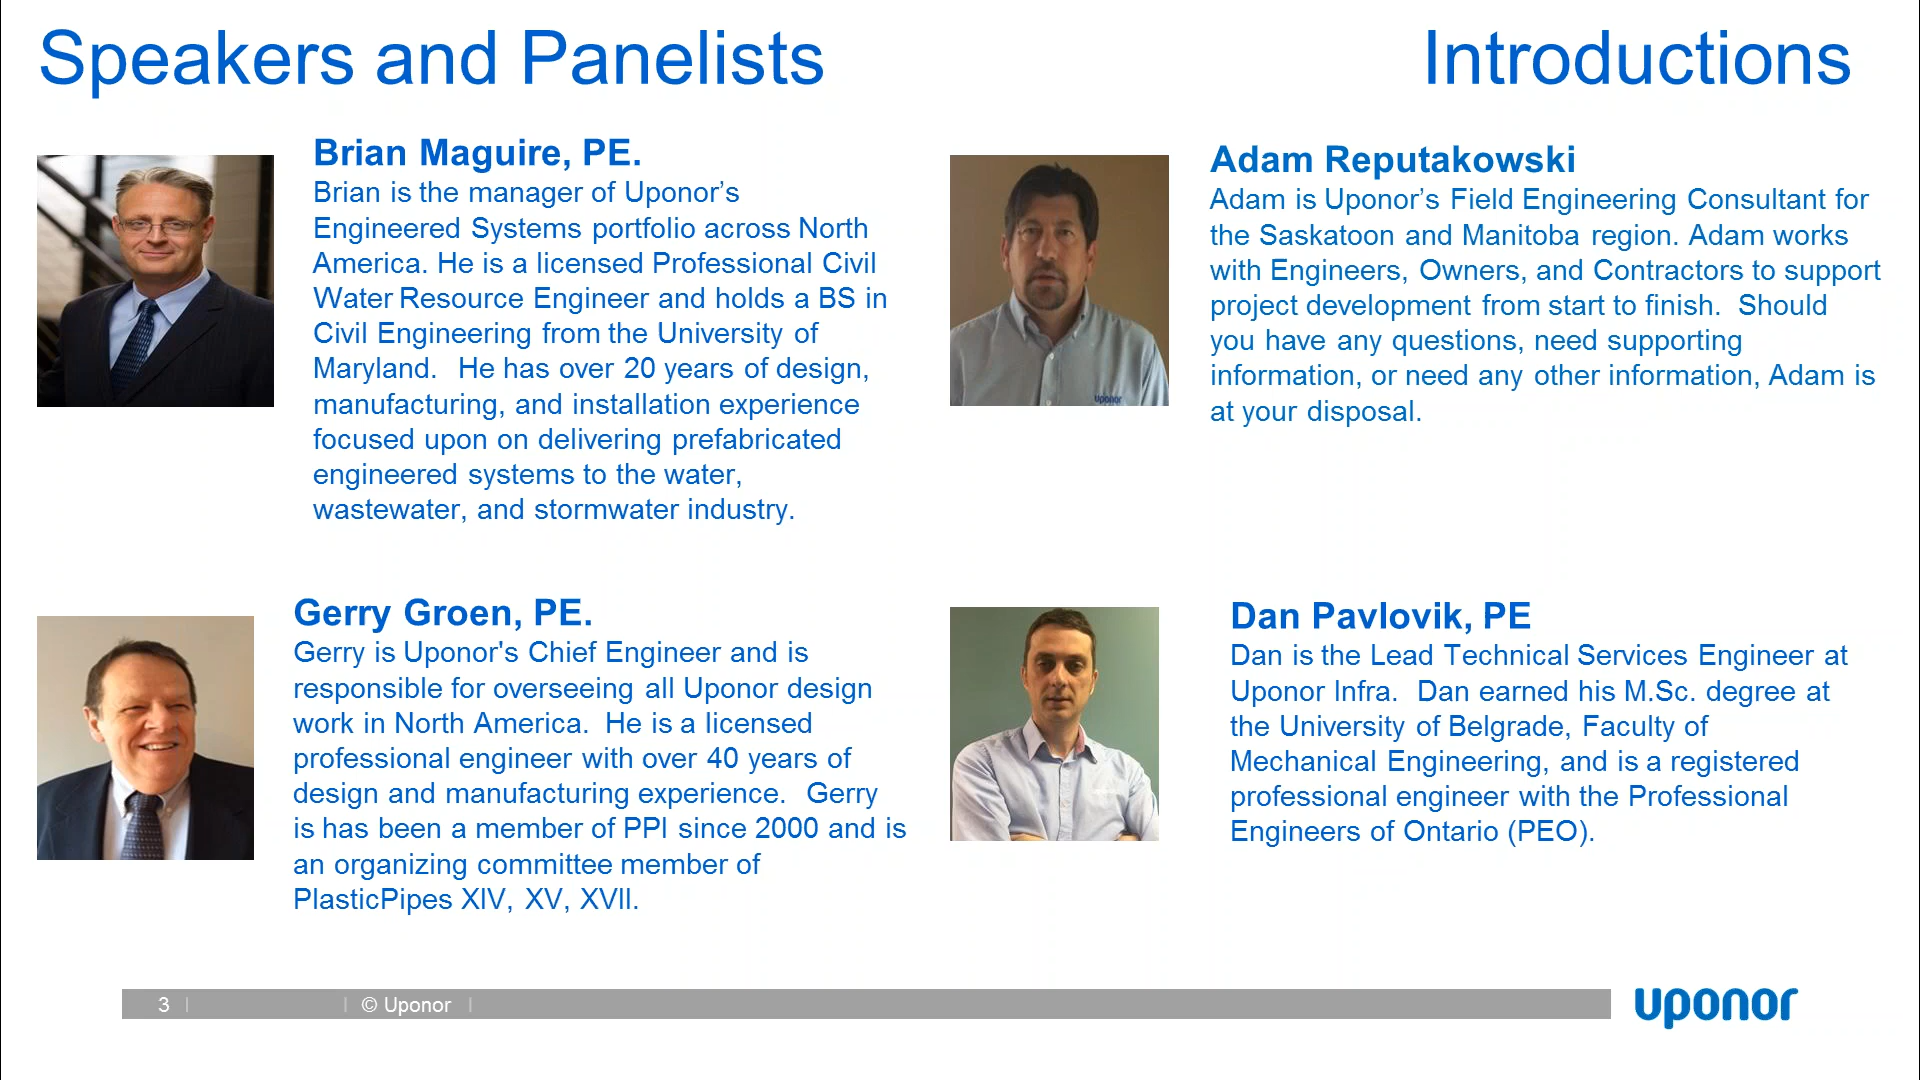 Speakers and Panelists
Introductions
Brian Maguire, PE.
Brian is the manager of Uponor’s
Engineered Systems portfolio across North
America. He is a licensed Professional Civil
Water Resource Engineer and holds a BS in
Civil Engineering from the University of
Maryland.  He has over 20 years of design,
manufacturing, and installation experience
focused upon on delivering prefabricated
engineered systems to the water,
wastewater, and stormwater industry.
Adam Reputakowski
Adam is Uponor’s Field Engineering Consultant for
the Saskatoon and Manitoba region. Adam works
with Engineers, Owners, and Contractors to support
project development from start to finish.  Should
you have any questions, need supporting
information, or need any other information, Adam is
at your disposal.
uponor
Gerry Groen, PE.
Gerry is Uponor's Chief Engineer and is
responsible for overseeing all Uponor design
work in North America.  He is a licensed
professional engineer with over 40 years of
design and manufacturing experience.  Gerry
is has been a member of PPI since 2000 and is
an organizing committee member of
PlasticPipes XIV, XV, XVII.
Dan Pavlovik, PE
Dan is the Lead Technical Services Engineer at
Uponor Infra.  Dan earned his M.Sc. degree at
the University of Belgrade, Faculty of
Mechanical Engineering, and is a registered
professional engineer with the Professional
Engineers of Ontario (PEO).
3 | | © Uponor |
uponor